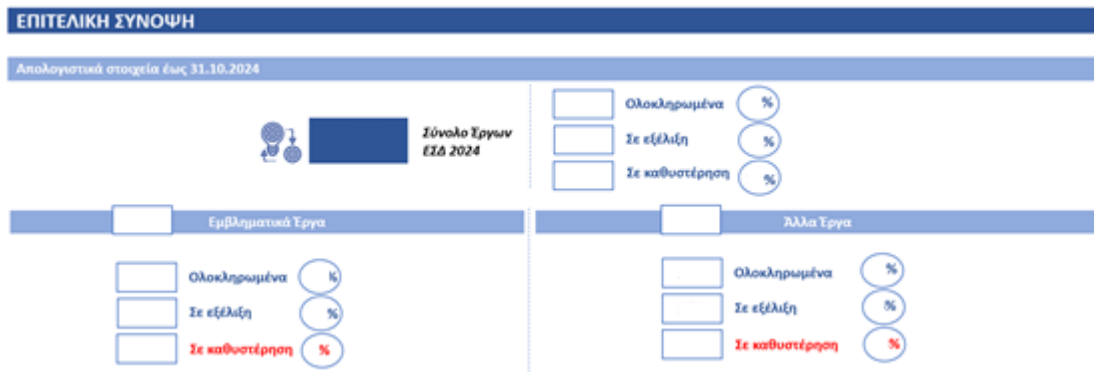 ΕΠΙΤΕΛΙΚΗ ΣΥΝΟΨΗ
Απολογιστικά στοιχεία έως 31.10.2024
Σύνολο Έργων
ΕΣΔ 2024
Ολοκληρωμένα %
Σε εξέλιξη %
Σε καθυστέρηση %
Εμβληματικά Έργα
Ολοκληρωμένα %
Σε εξέλιξη %
Σε καθυστέρηση %
Άλλα Έργα
Ολοκληρωμένα %
Σε εξέλιξη %
Σε καθυστέρηση %